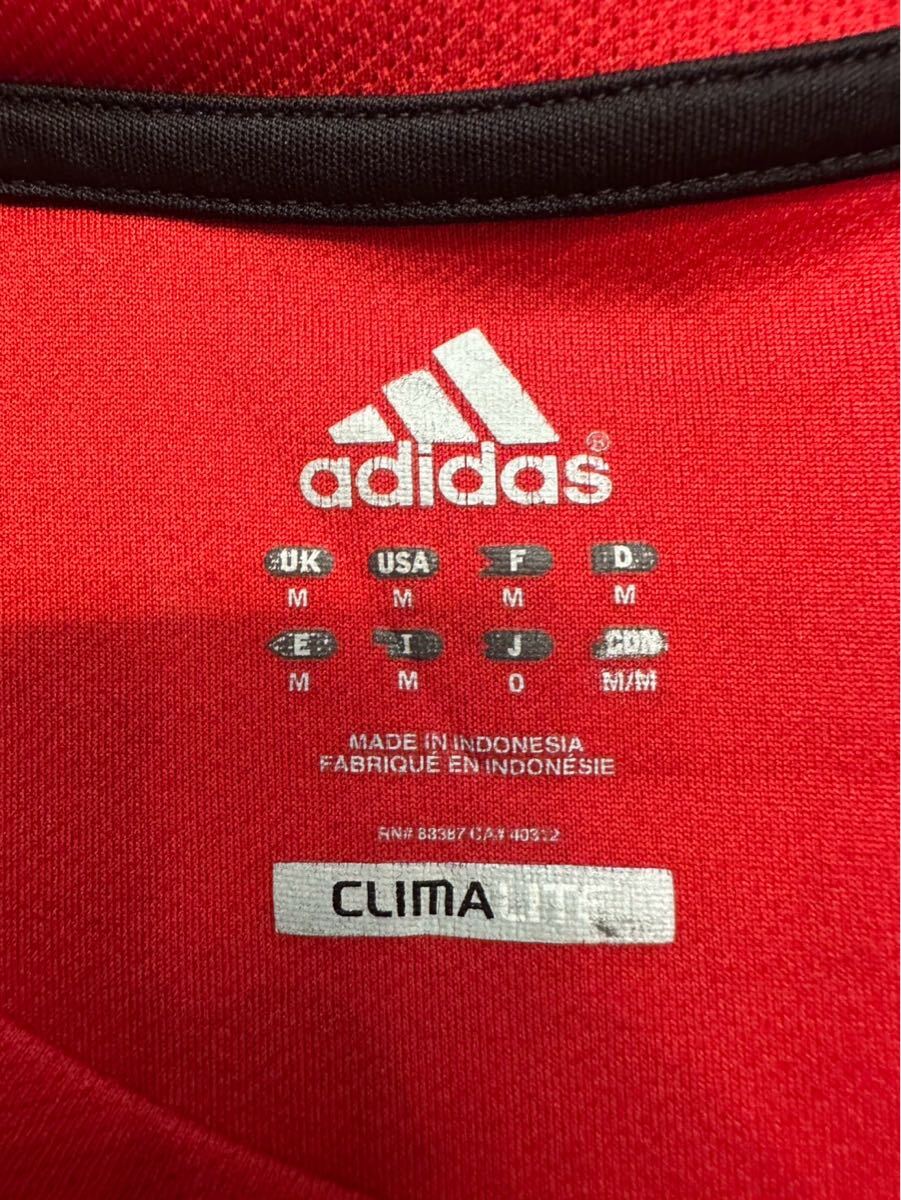 adidas®
UK USA F D
M M M M
E I J CDN
M M O M/M
MADE IN INDONESIA
FABRIQUÉ EN INDONÉSIE
RN# 88387 CA# 40312
CLIMALITE